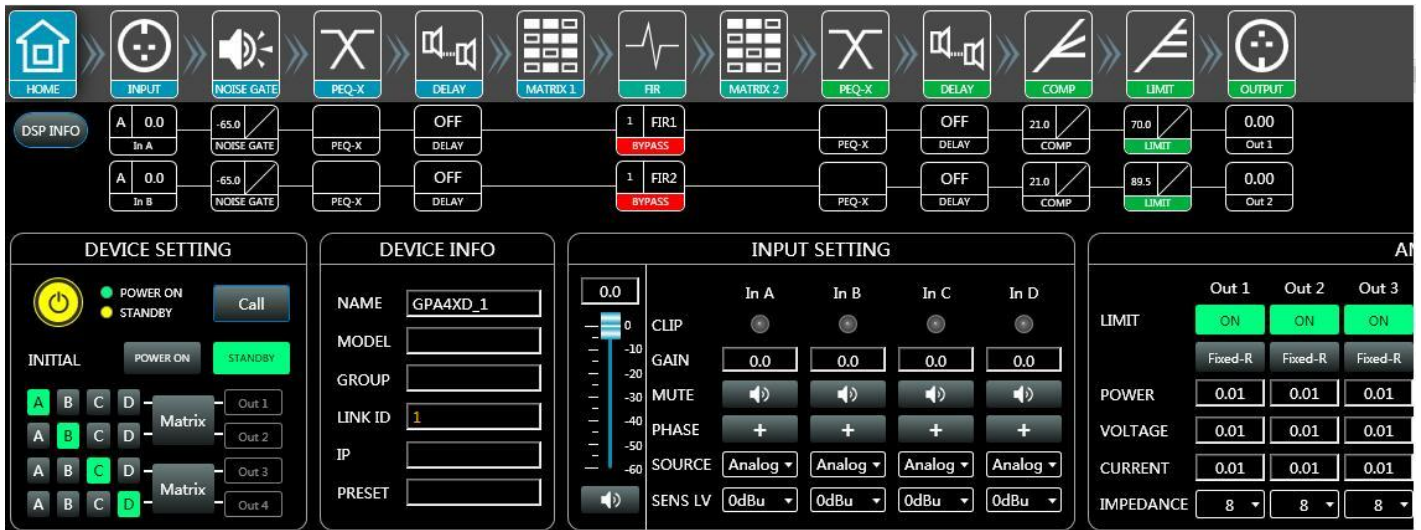 HOME INPUT NOISE GATE PEQ-X DELAY MATRIX 1 FIR MATRIX 2 PEQ-X DELAY COMP LIMIT OUTPUT
DSP INFO
A 0.0 -65.0 OFF 1 FIR1 OFF 21.0 70.0 0.00
In A NOISE GATE PEQ-X DELAY BYPASS PEQ-X DELAY COMP LIMIT Out 1
A 0.0 -65.0 OFF 1 FIR2 OFF 21.0 89.5 0.00
In B NOISE GATE PEQ-X DELAY BYPASS PEQ-X DELAY COMP LIMIT Out 2
DEVICE SETTING
POWER ON
STANDBY
Call
INITIAL POWER ON STANDBY
A B C D Out 1
Matrix
A B C D Out 2
A B C D Out 3
Matrix
A B C D Out 4
DEVICE INFO
NAME GPA4XD_1
MODEL
GROUP
LINK ID 1
IP
PRESET
INPUT SETTING
0.0
0
-10
-20
-30
-40
-50
-60
In A In B In C In D
CLIP
GAIN 0.0 0.0 0.0 0.0
MUTE
PHASE + + + +
SOURCE Analog Analog Analog Analog
SENS LV 0dBu 0dBu 0dBu 0dBu
Out 1 Out 2 Out 3
LIMIT ON ON ON
Fixed-R Fixed-R Fixed-R
POWER 0.01 0.01 0.01
VOLTAGE 0.01 0.01 0.01
CURRENT 0.01 0.01 0.01
IMPEDANCE 8 8 8